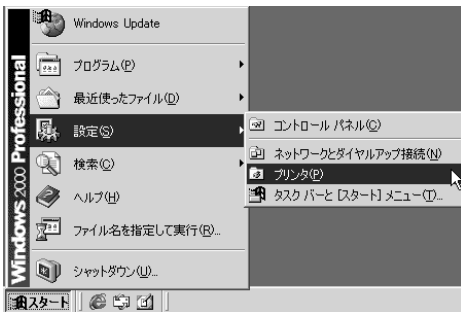 Windows 2000 Professional
Windows Update
プログラム(P)
最近使ったファイル(D)
設定(S)
検索(C)
ヘルプ(H)
ファイル名を指定して実行(R)...
シャットダウン(U)...
コントロール パネル(C)
ネットワークとダイヤルアップ接続(N)
プリンタ(P)
タスク バーと [スタート] メニュー(T)...
スタート